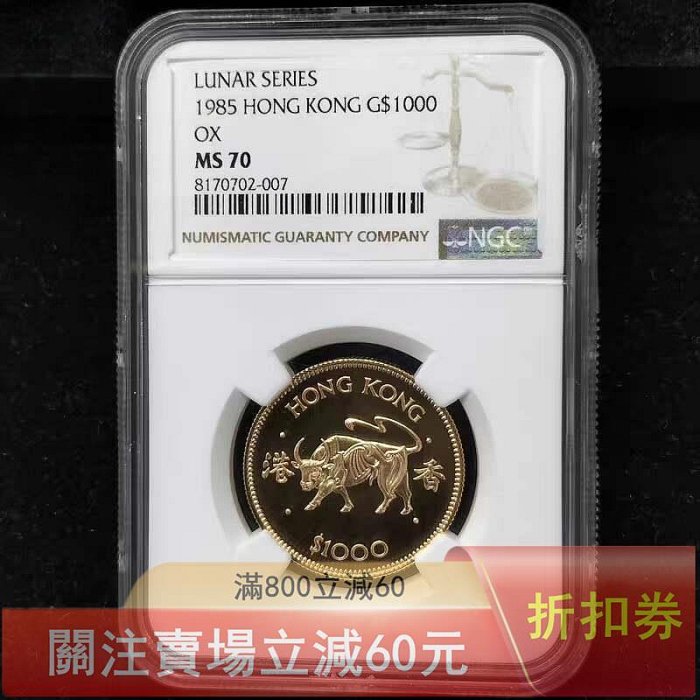 LUNAR SERIES
1985 HONG KONG G$1000
OX
MS 70
8170702-007
NUMISMATIC GUARANTY COMPANY
NGC
HONG KONG
港 香
$1000
滿800立減60
折扣券
關注賣場立減60元